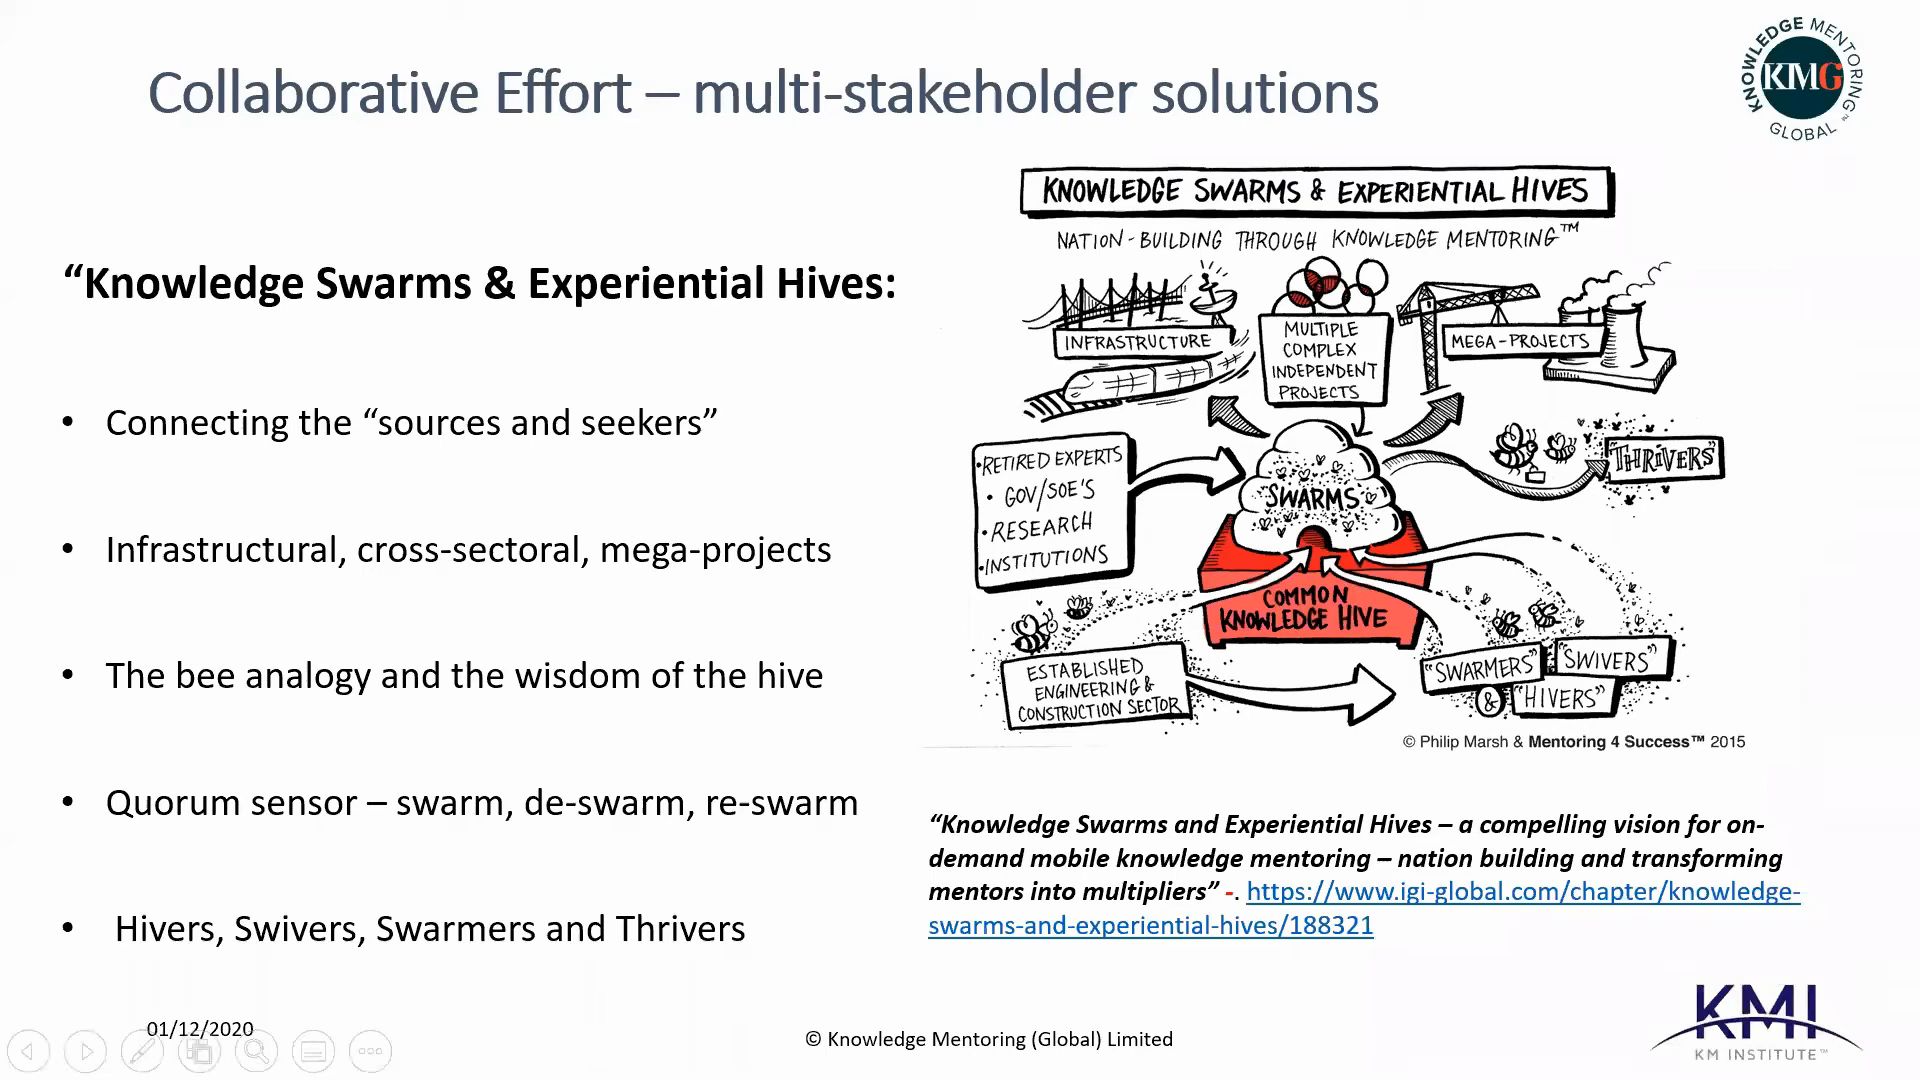 Collaborative Effort – multi-stakeholder solutions
KNOWLEDGE MENTORING™
KMG
GLOBAL
“Knowledge Swarms & Experiential Hives:
• Connecting the “sources and seekers”
• Infrastructural, cross-sectoral, mega-projects
• The bee analogy and the wisdom of the hive
• Quorum sensor – swarm, de-swarm, re-swarm
• Hivers, Swivers, Swarmers and Thrivers
KNOWLEDGE SWARMS & EXPERIENTIAL HIVES
NATION-BUILDING THROUGH KNOWLEDGE MENTORING™
INFRASTRUCTURE
MULTIPLE
COMPLEX
INDEPENDENT
PROJECTS
MEGA-PROJECTS
•RETIRED EXPERTS
• GOV/SOE'S
•RESEARCH
•INSTITUTIONS
"SWARMS"
"THRIVERS"
COMMON
KNOWLEDGE HIVE
ESTABLISHED
ENGINEERING &
CONSTRUCTION SECTOR
"SWARMERS"
"SWIVERS"
&
"HIVERS"
© Philip Marsh & Mentoring 4 Success™ 2015
“Knowledge Swarms and Experiential Hives – a compelling vision for on-
demand mobile knowledge mentoring – nation building and transforming
mentors into multipliers” -. https://www.igi-global.com/chapter/knowledge-
swarms-and-experiential-hives/188321
01/12/2020
© Knowledge Mentoring (Global) Limited
KMI
KM INSTITUTE™